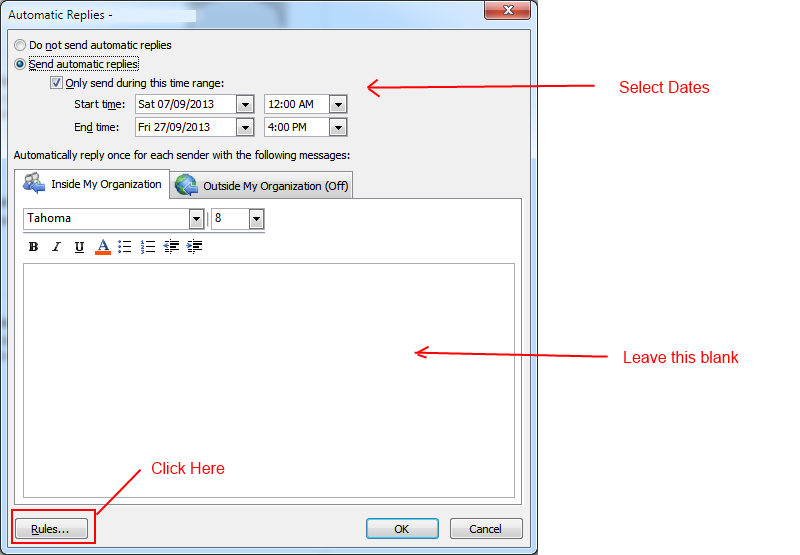 Automatic Replies -
Do not send automatic replies
Send automatic replies
Only send during this time range:
Start time: Sat 07/09/2013 12:00 AM
Select Dates
End time: Fri 27/09/2013 4:00 PM
Automatically reply once for each sender with the following messages:
Inside My Organization Outside My Organization (Off)
Tahoma 8
B I U A
Leave this blank
Click Here
Rules... OK Cancel